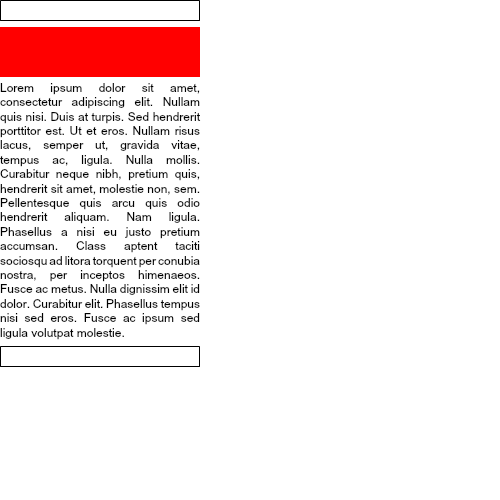 Lorem ipsum dolor sit amet,
consectetur adipiscing elit. Nullam
quis nisi. Duis at turpis. Sed hendrerit
porttitor est. Ut et eros. Nullam risus
lacus, semper ut, gravida vitae,
tempus ac, ligula. Nulla mollis.
Curabitur neque nibh, pretium quis,
hendrerit sit amet, molestie non, sem.
Pellentesque quis arcu quis odio
hendrerit aliquam. Nam ligula.
Phasellus a nisi eu justo pretium
accumsan. Class aptent taciti
sociosqu ad litora torquent per conubia
nostra, per inceptos himenaeos.
Fusce ac metus. Nulla dignissim elit id
dolor. Curabitur elit. Phasellus tempus
nisi sed eros. Fusce ac ipsum sed
ligula volutpat molestie.